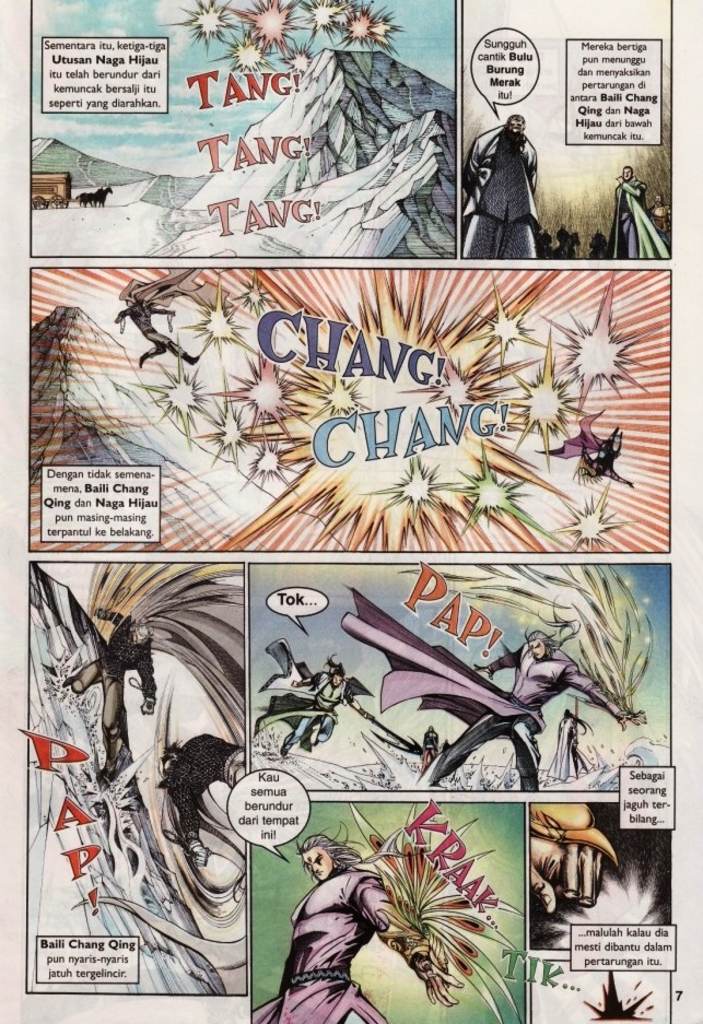 Sementara itu, ketiga-tiga
Utusan Naga Hijau
itu telah berundur dari
kemuncak bersalji itu
seperti yang diarahkan.
TANG!
TANG!
TANG!
Sungguh
cantik Bulu
Burung
Merak
itu!
Mereka bertiga
pun menunggu
dan menyaksikan
pertarungan di
antara Baili Chang
Qing dan Naga
Hijau dari bawah
kemuncak itu.
CHANG!
CHANG!
Dengan tidak semena-
mena, Baili Chang
Qing dan Naga Hijau
pun masing-masing
terpantul ke belakang.
PAP!
Baili Chang Qing
pun nyaris-nyaris
jatuh tergelincir.
Tok...
PAP!
Kau
semua
berundur
dari tempat
ini!
Sebagai
seorang
jaguh ter-
bilang...
KRAAK...
TIK...
...malulah kalau dia
mesti dibantu dalam
pertarungan itu.
7